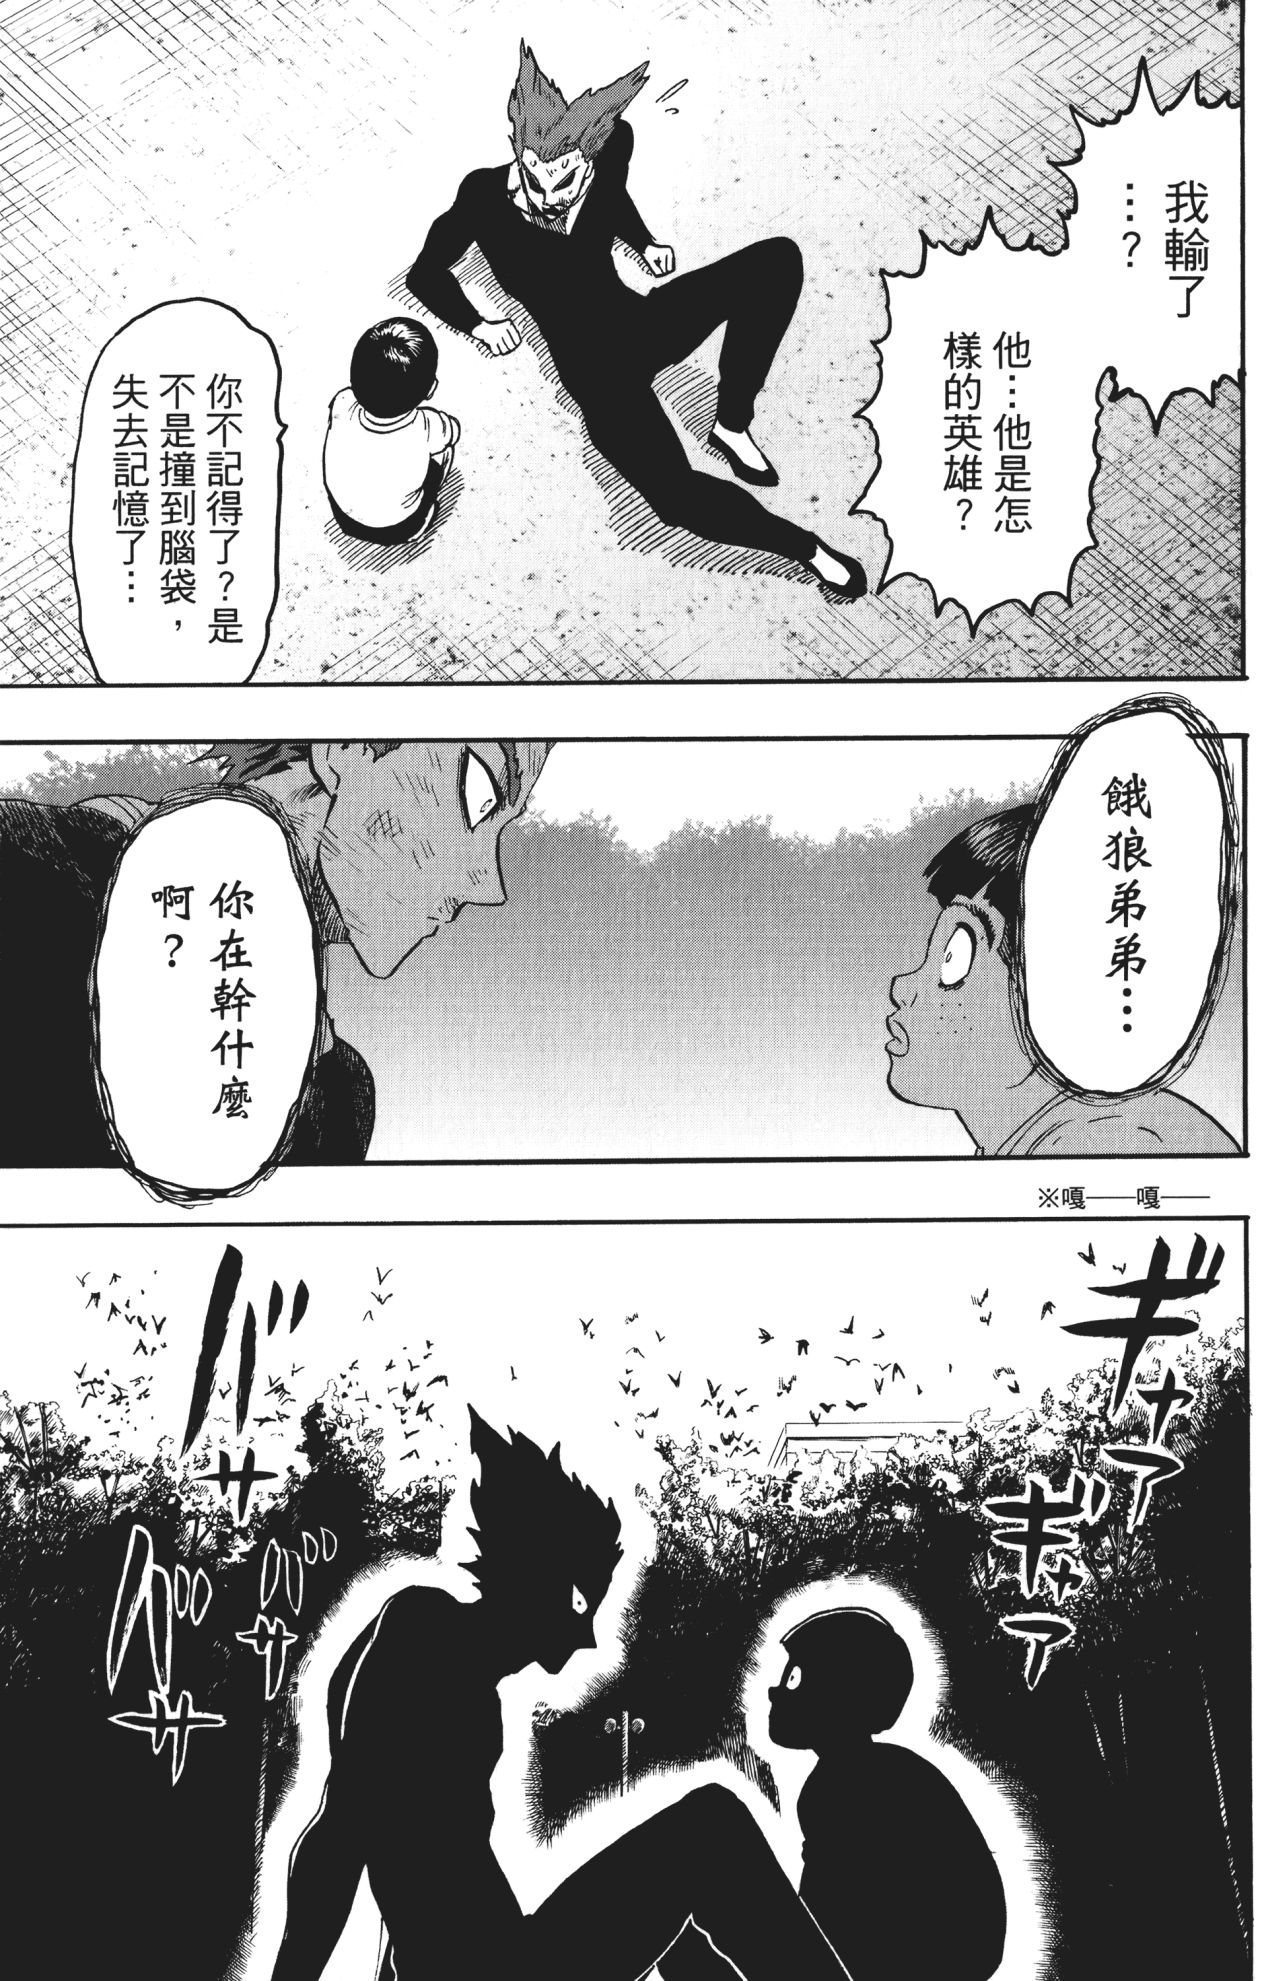 我輸了
…?
他…他是怎
樣的英雄?
你不記得了?是
不是撞到腦袋,
失去記憶了…
餓狼弟弟…
你在幹什麼
啊?
※嘎——嘎——
ギャア
ギャア
バサ
バサ
バサ